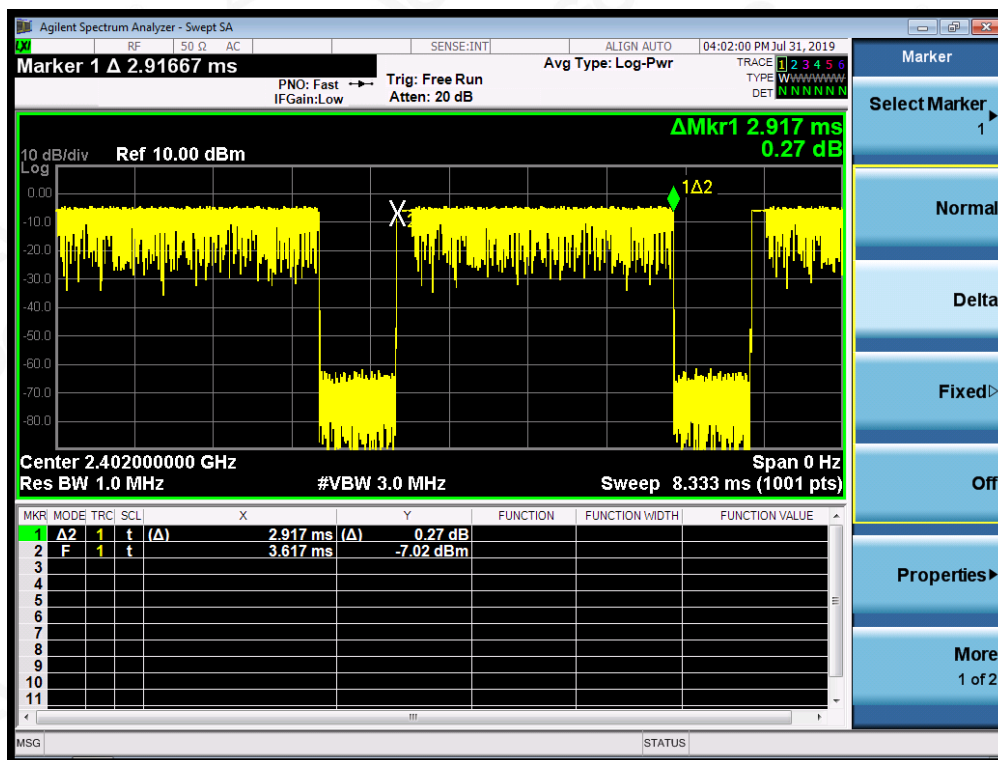 Agilent Spectrum Analyzer - Swept SA
LXI RF 50 Ω AC SENSE:INT ALIGN AUTO 04:02:00 PM Jul 31, 2019
Marker 1 Δ 2.91667 ms
PNO: Fast
IFGain:Low
Trig: Free Run
Atten: 20 dB
Avg Type: Log-Pwr
TRACE 1 2 3 4 5 6
TYPE WWWWWWW
DET N N N N N N
ΔMkr1 2.917 ms
0.27 dB
10 dB/div Ref 10.00 dBm
Log
0.00
-10.0
-20.0
-30.0
-40.0
-50.0
-60.0
-70.0
-80.0
X2
1Δ2
Center 2.402000000 GHz Span 0 Hz
Res BW 1.0 MHz #VBW 3.0 MHz Sweep 8.333 ms (1001 pts)
MKR MODE TRC SCL X Y FUNCTION FUNCTION WIDTH FUNCTION VALUE
1 Δ2 1 t (Δ) 2.917 ms (Δ) 0.27 dB
2 F 1 t 3.617 ms -7.02 dBm
3
4
5
6
7
8
9
10
11
MSG STATUS
Marker
Select Marker
1
Normal
Delta
Fixed
Off
Properties
More
1 of 2